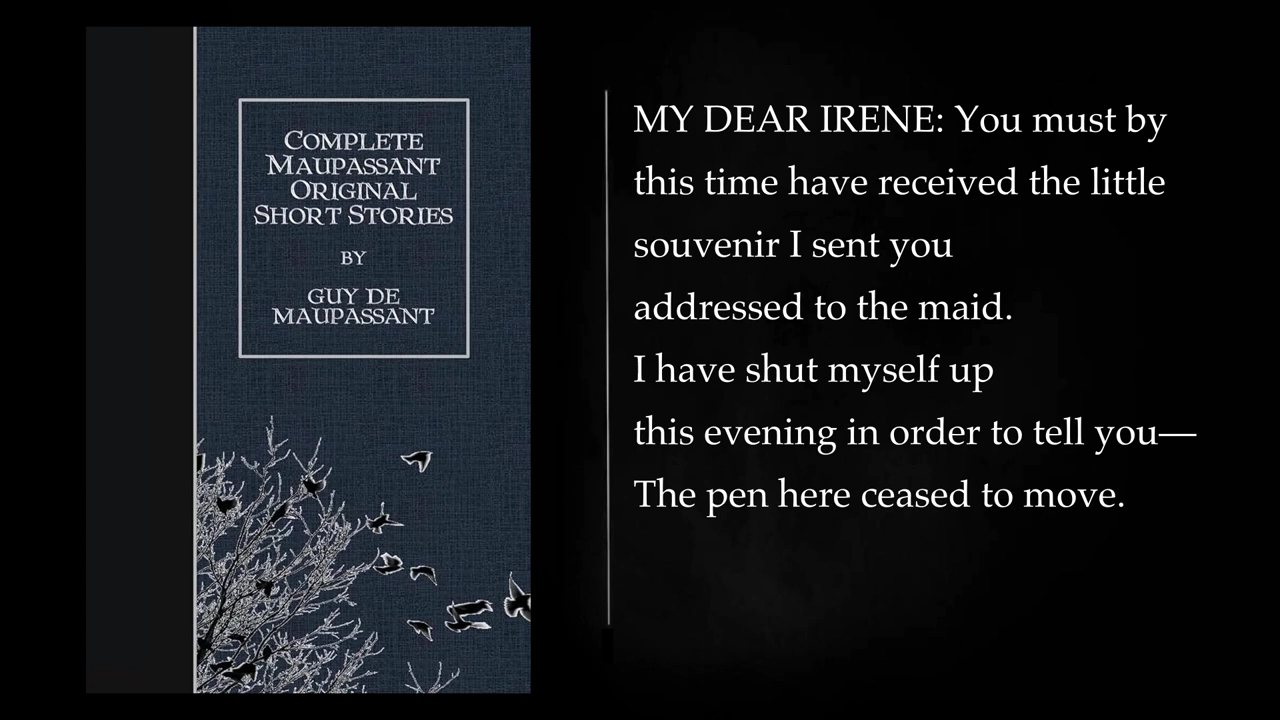 COMPLETE
MAUPASSANT
ORIGINAL
SHORT STORIES
BY
GUY DE
MAUPASSANT
MY DEAR IRENE: You must by
this time have received the little
souvenir I sent you
addressed to the maid.
I have shut myself up
this evening in order to tell you—
The pen here ceased to move.